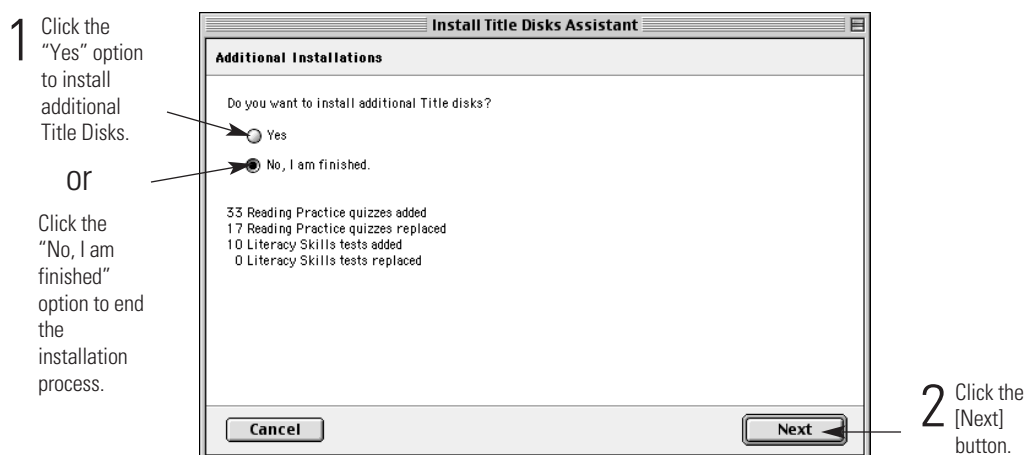 1 Click the
“Yes” option
to install
additional
Title Disks.
or
Click the
“No, I am
finished”
option to end
the
installation
process.
Install Title Disks Assistant
Additional Installations
Do you want to install additional Title disks?
Yes
No, I am finished.
33 Reading Practice quizzes added
17 Reading Practice quizzes replaced
10 Literacy Skills tests added
0 Literacy Skills tests replaced
Cancel
Next
2 Click the
[Next]
button.